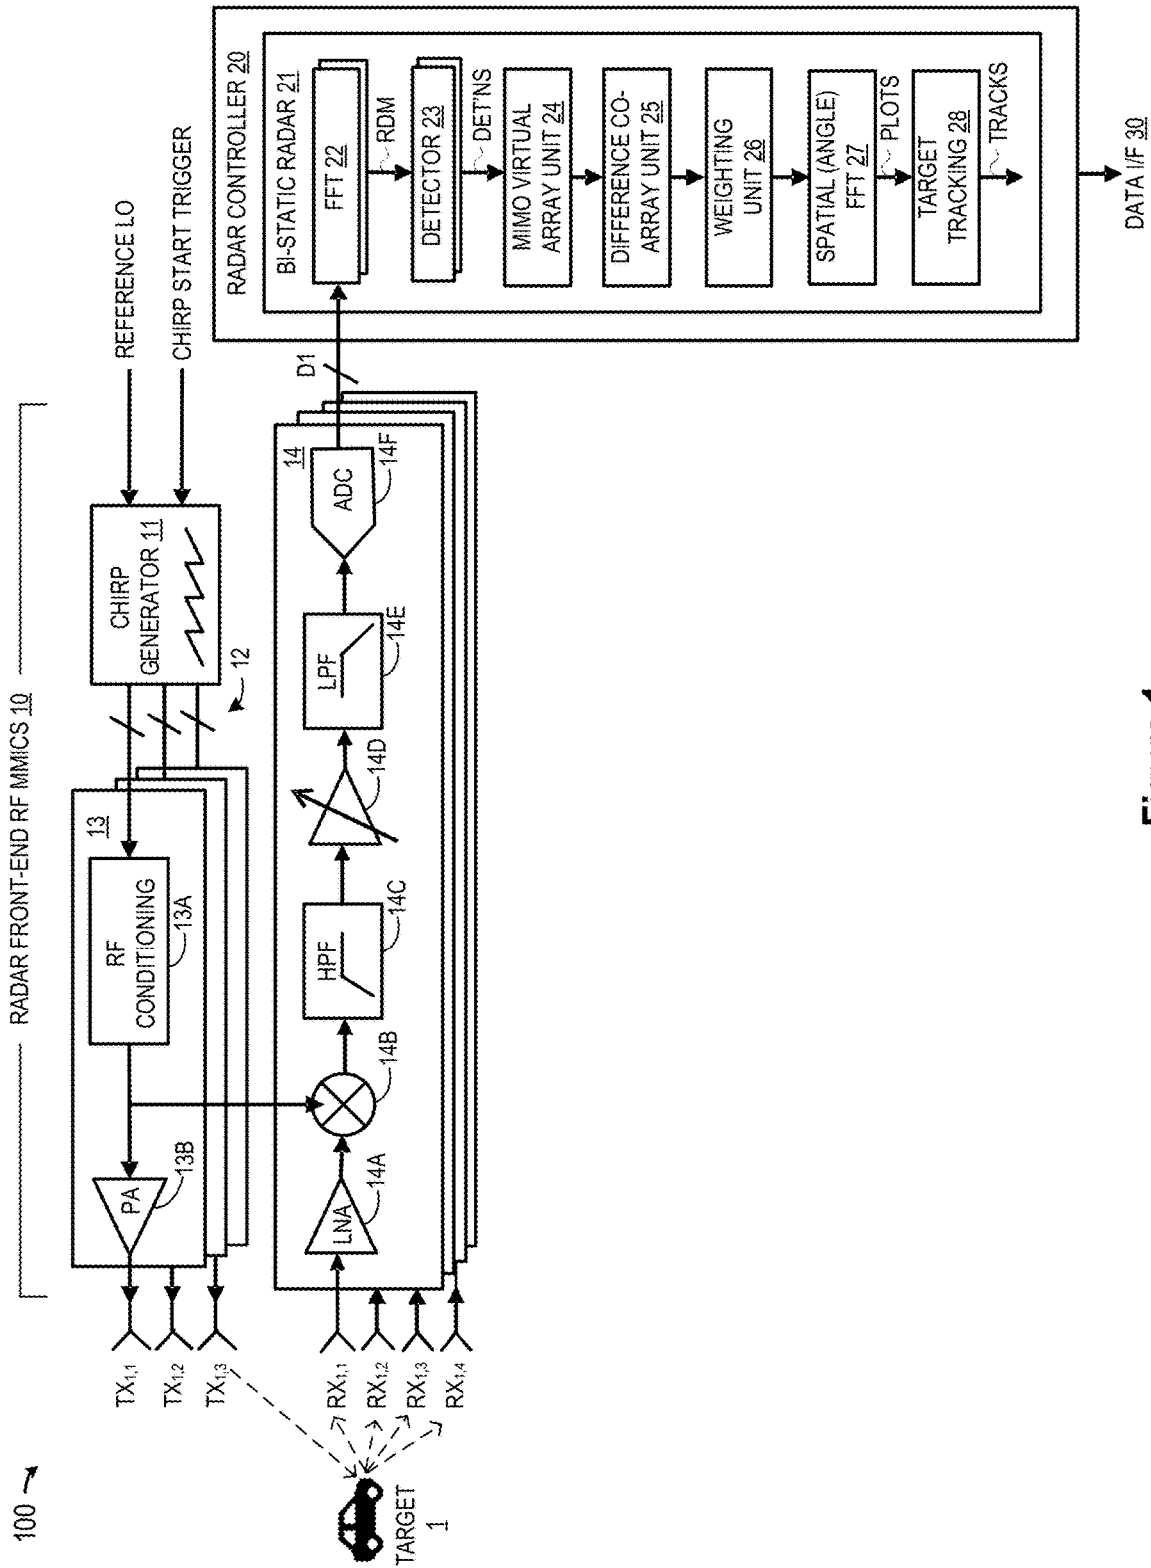 100
RADAR FRONT-END RF MMICS 10
TX1,1
TX1,2
TX1,3
PA
13B
RF
CONDITIONING
13A
13
12
CHIRP
GENERATOR 11
REFERENCE LO
CHIRP START TRIGGER
TARGET
1
RX1,1
RX1,2
RX1,3
RX1,4
LNA
14A
14B
HPF
14C
14D
LPF
14E
ADC
14F
14
D1
RADAR CONTROLLER 20
BI-STATIC RADAR 21
FFT 22
RDM
DETECTOR 23
DET'NS
MIMO VIRTUAL
ARRAY UNIT 24
DIFFERENCE CO-
ARRAY UNIT 25
WEIGHTING
UNIT 26
SPATIAL (ANGLE)
FFT 27
PLOTS
TARGET
TRACKING 28
TRACKS
DATA I/F 30